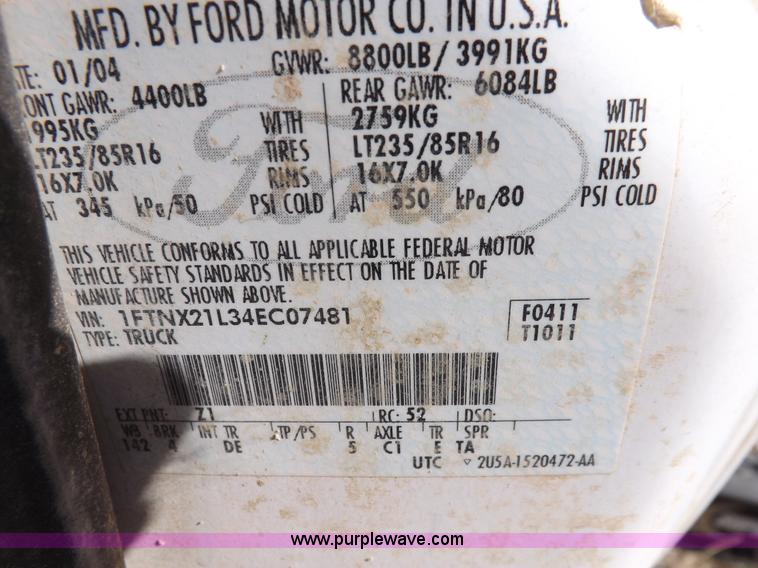 MFD. BY FORD MOTOR CO. IN U.S.A.
TE: 01/04 GVWR: 8800LB/ 3991KG
ONT GAWR: 4400LB REAR GAWR: 6084LB
995KG WITH 2759KG WITH
LT235/85R16 TIRES LT235/85R16 TIRES
16X7.0K RIMS 16X7.0K RIMS
AT 345 kPa/50 PSI COLD AT 550 kPa/80 PSI COLD
Ford
THIS VEHICLE CONFORMS TO ALL APPLICABLE FEDERAL MOTOR
VEHICLE SAFETY STANDARDS IN EFFECT ON THE DATE OF
MANUFACTURE SHOWN ABOVE.
VIN: 1FTNX21L34EC07481 F0411
TYPE: TRUCK T1011
EXT PNT: Z1 RC: 52 DSO:
WB BRK INT TR TP/PS R AXLE TR SPR
142 4 DE 5 C1 E TA
UTC ▽ 2U5A-1520472-AA
www.purplewave.com